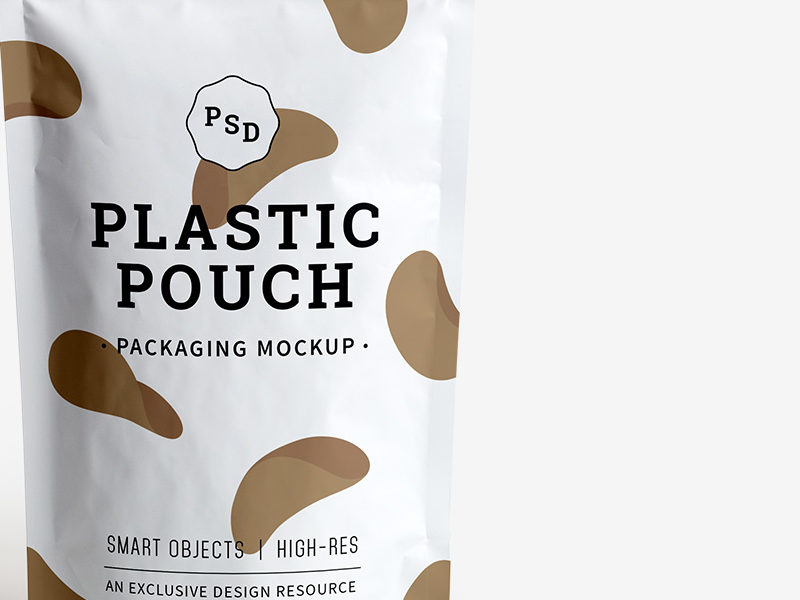 PSD
PLASTIC
POUCH
• PACKAGING MOCKUP •
SMART OBJECTS | HIGH-RES
AN EXCLUSIVE DESIGN RESOURCE